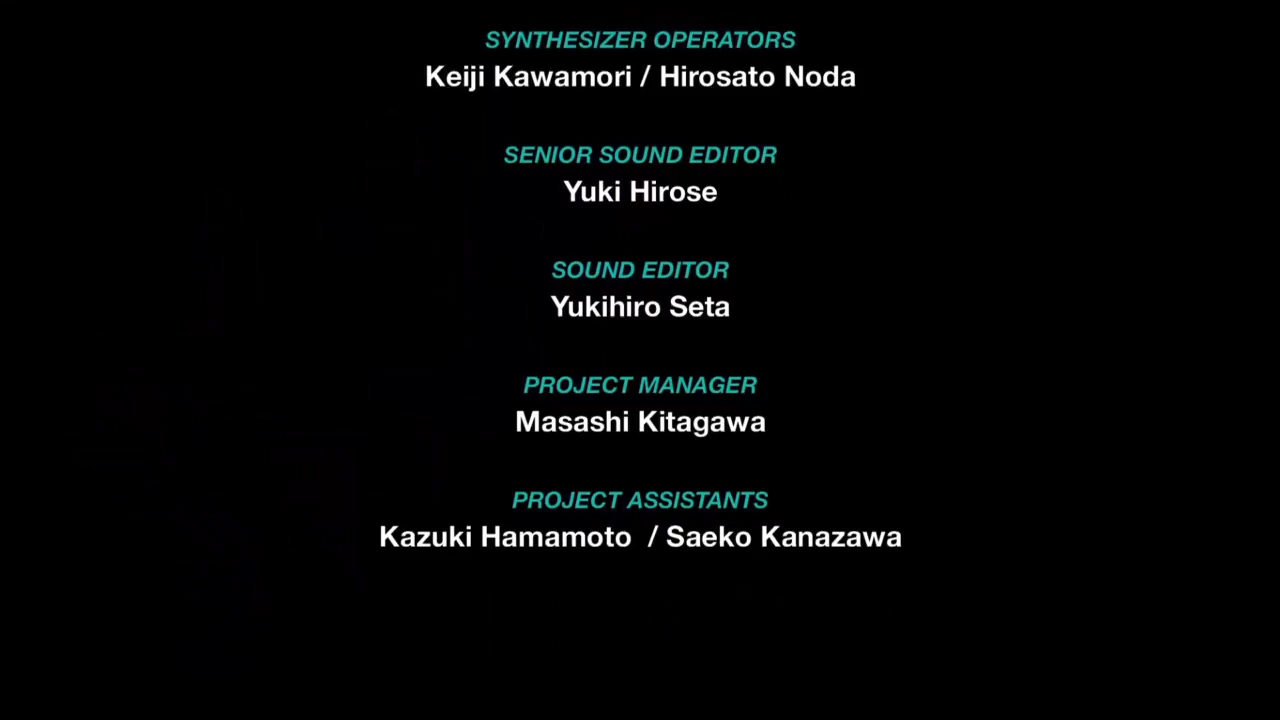 SYNTHESIZER OPERATORS
Keiji Kawamori / Hirosato Noda
SENIOR SOUND EDITOR
Yuki Hirose
SOUND EDITOR
Yukihiro Seta
PROJECT MANAGER
Masashi Kitagawa
PROJECT ASSISTANTS
Kazuki Hamamoto / Saeko Kanazawa